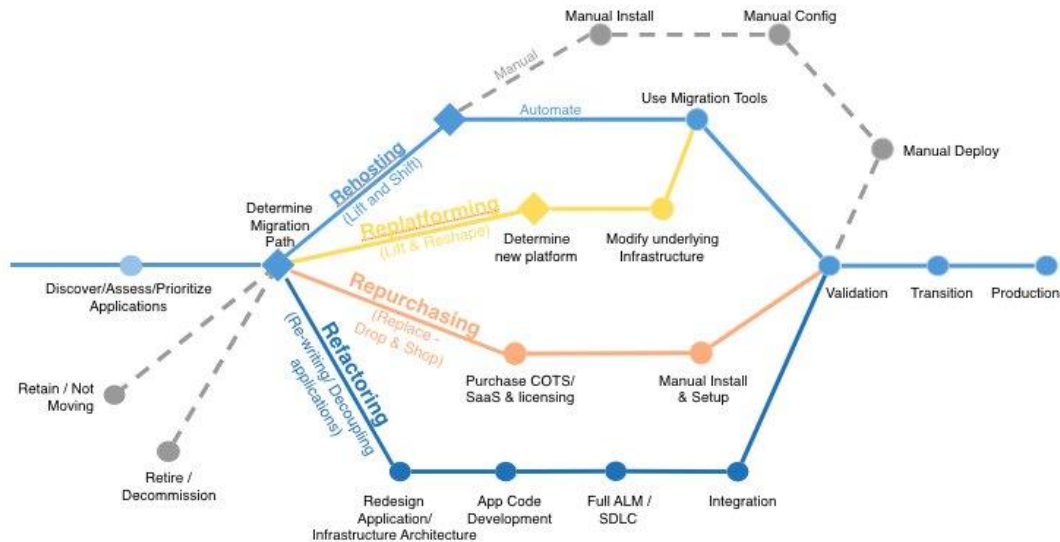 Manual Install
Manual Config
Manual
Use Migration Tools
Automate
Manual Deploy
Rehosting
(Lift and Shift)
Determine
Migration
Path
Replatforming
(Lift & Reshape)
Determine
new platform
Modify underlying
Infrastructure
Discover/Assess/Prioritize
Applications
Validation
Transition
Production
Repurchasing
(Replace -
Drop & Shop)
Purchase COTS/
SaaS & licensing
Manual Install
& Setup
Refactoring
(Re-writing/ Decoupling
applications)
Retain / Not
Moving
Retire /
Decommission
Redesign
Application/
Infrastructure Architecture
App Code
Development
Full ALM /
SDLC
Integration